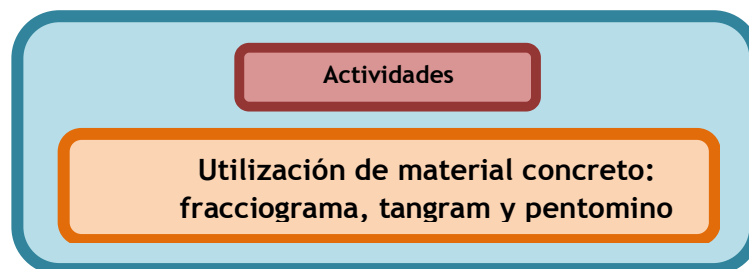 Actividades
Utilización de material concreto:
fracciograma, tangram y pentomino